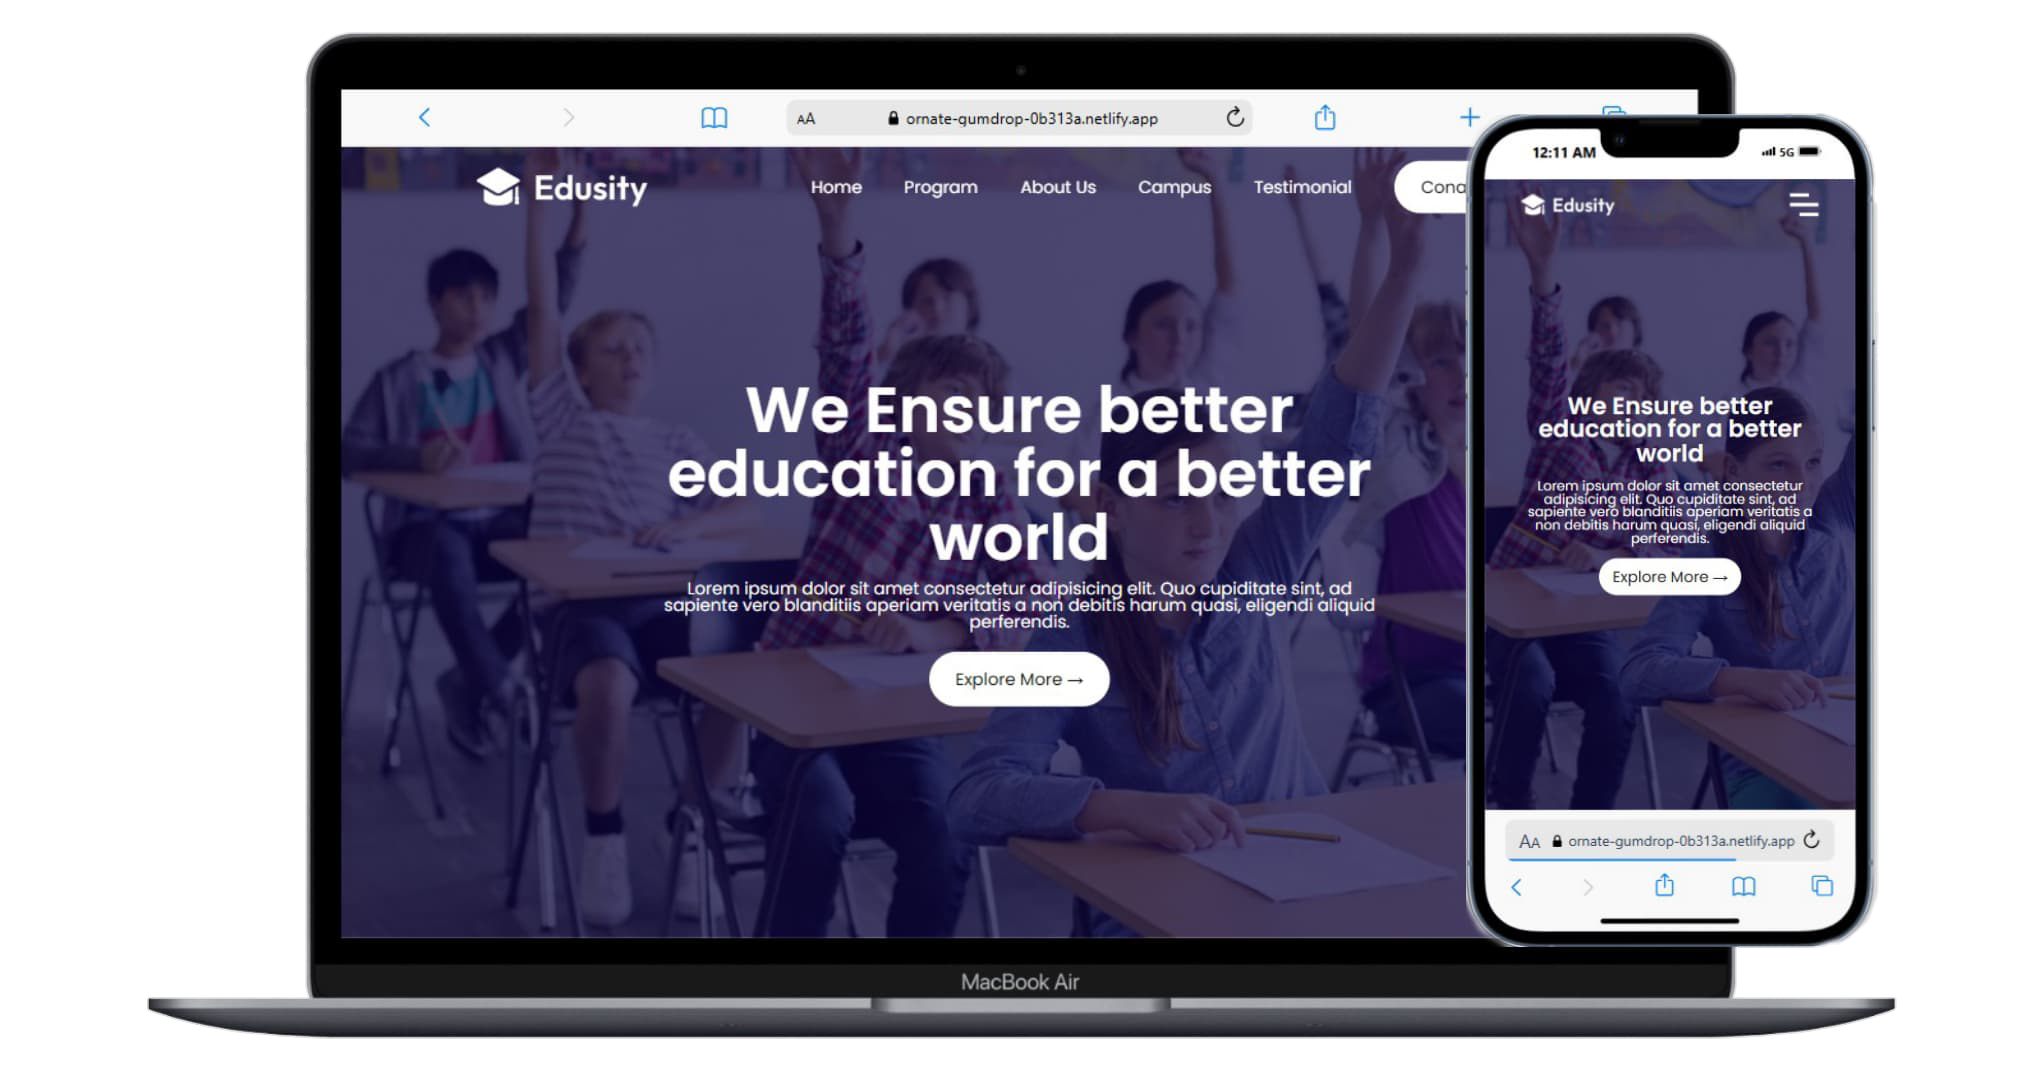 AA ornate-gumdrop-0b313a.netlify.app
Edusity
Home Program About Us Campus Testimonial
We Ensure better
education for a better
world
Lorem ipsum dolor sit amet consectetur adipisicing elit. Quo cupiditate sint, ad
sapiente vero blanditiis aperiam veritatis a non debitis harum quasi, eligendi aliquid
perferendis.
Explore More →
MacBook Air
12:11 AM 5G
Edusity
We Ensure better
education for a better
world
Lorem ipsum dolor sit amet consectetur
adipisicing elit. Quo cupiditate sint, ad
sapiente vero blanditiis aperiam veritatis a
non debitis harum quasi, eligendi aliquid
perferendis.
Explore More →
AA ornate-gumdrop-0b313a.netlify.app